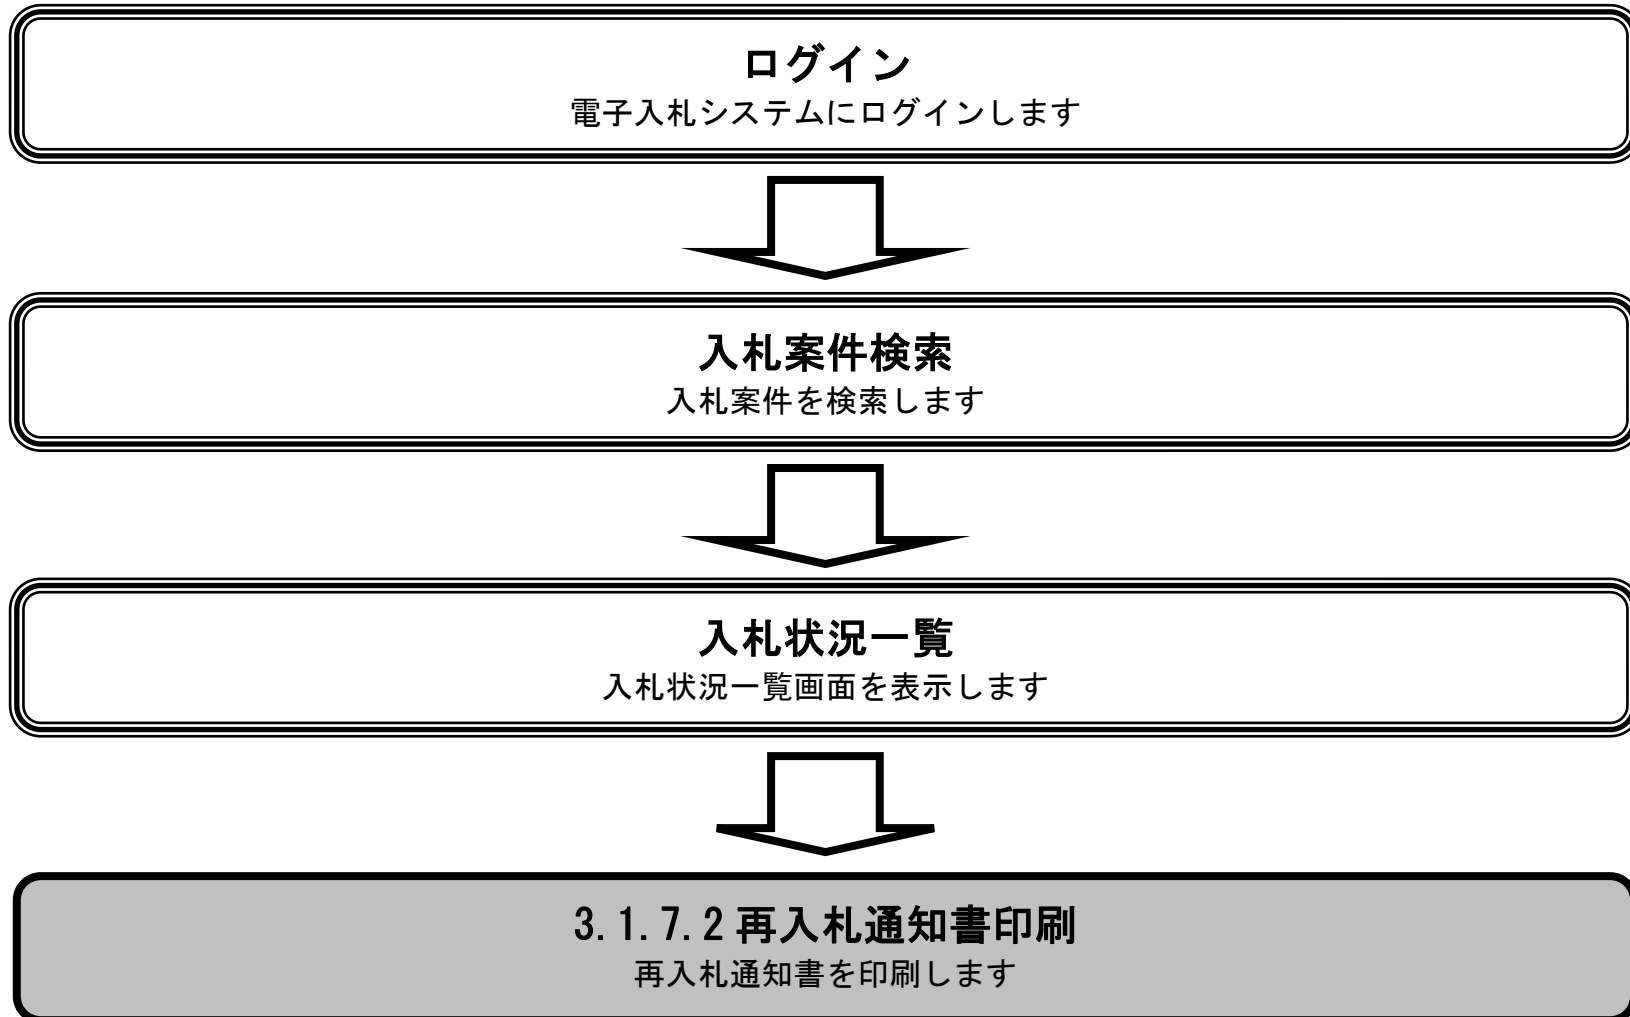 ログイン
電子入札システムにログインします
入札案件検索
入札案件を検索します
入札状況一覧
入札状況一覧画面を表示します
3.1.7.2 再入札通知書印刷
再入札通知書を印刷します